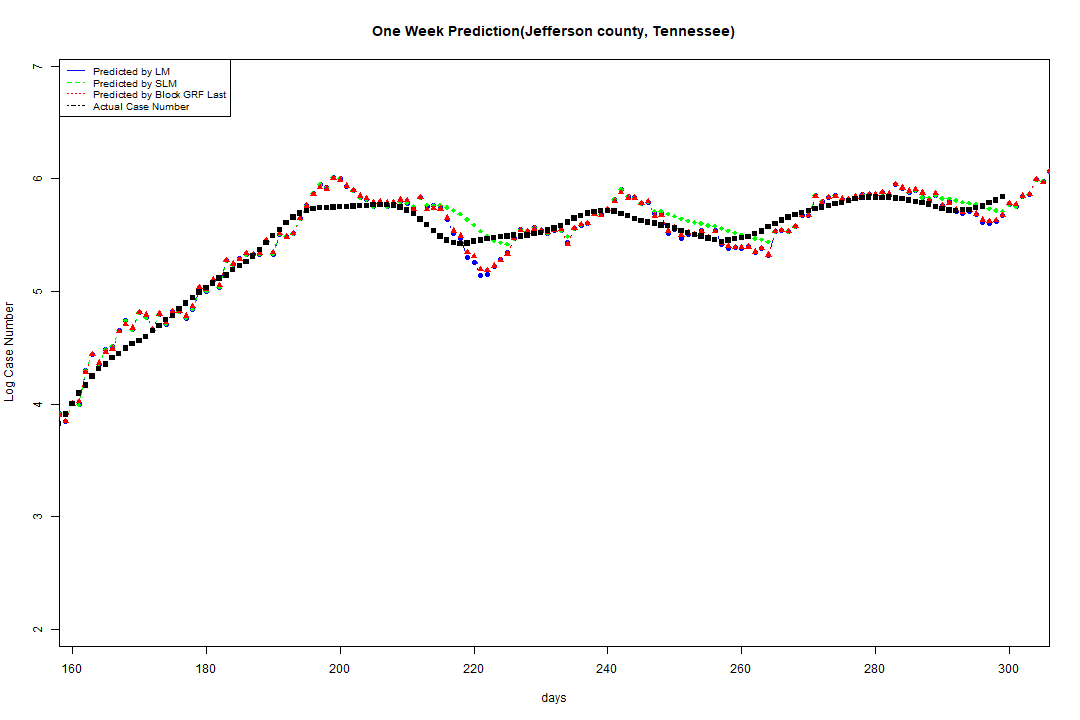 One Week Prediction(Jefferson county, Tennessee)
Predicted by LM
Predicted by SLM
Predicted by Block GRF Last
Actual Case Number
7
6
5
4
3
2
Log Case Number
160 180 200 220 240 260 280 300
days